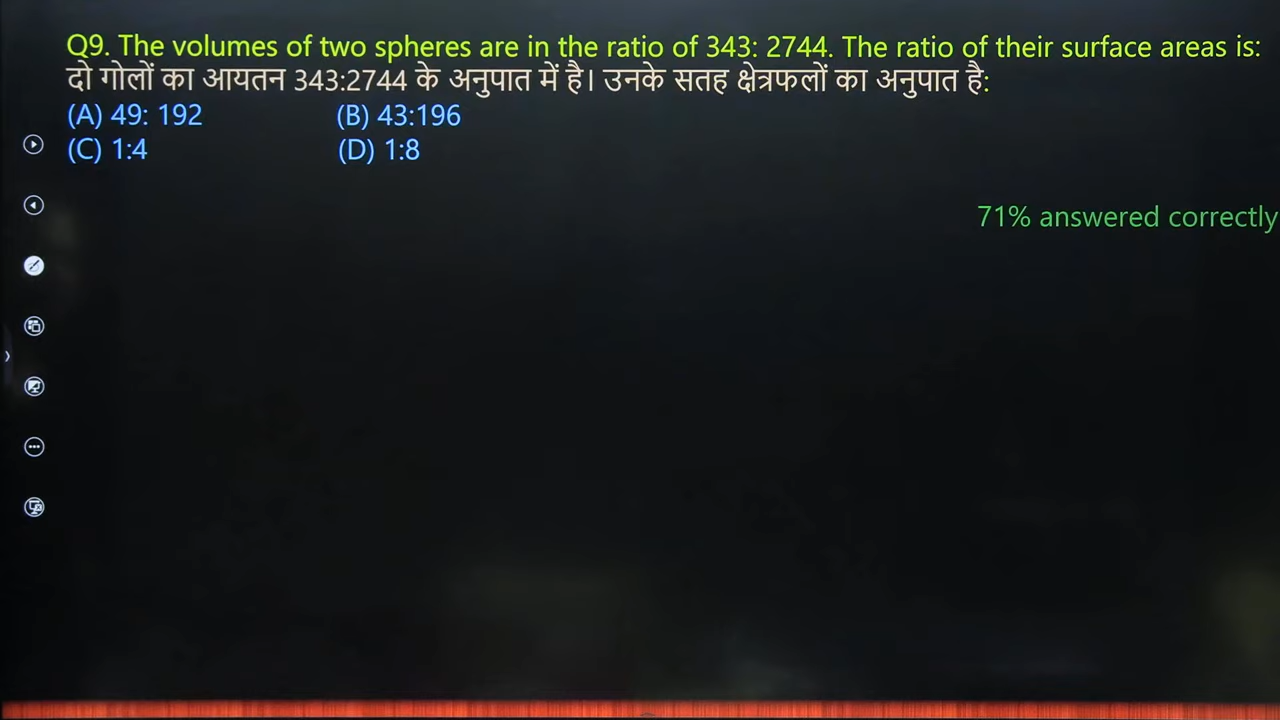 Q9. The volumes of two spheres are in the ratio of 343: 2744. The ratio of their surface areas is:
दो गोलों का आयतन 343:2744 के अनुपात में है। उनके सतह क्षेत्रफलों का अनुपात है:
(A) 49: 192 (B) 43:196
(C) 1:4 (D) 1:8
71% answered correctly